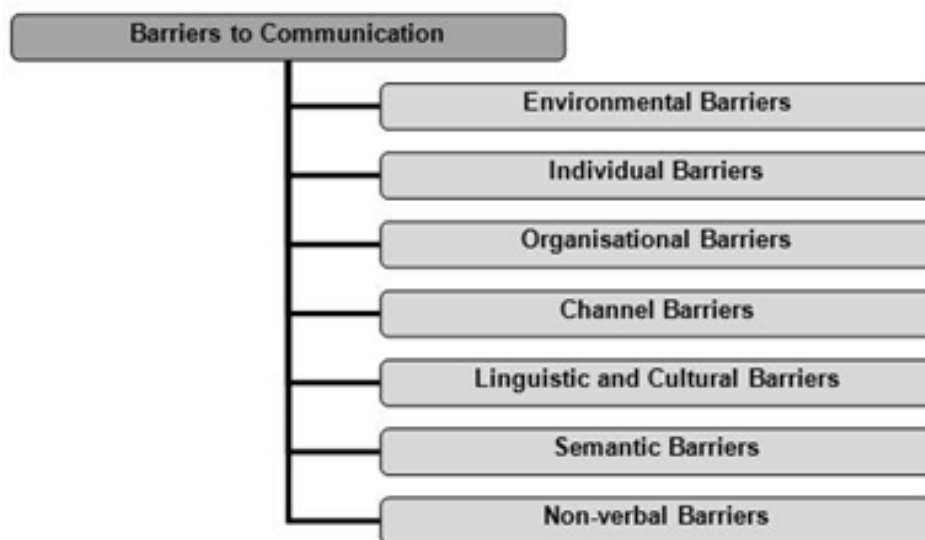 Barriers to Communication
Environmental Barriers
Individual Barriers
Organisational Barriers
Channel Barriers
Linguistic and Cultural Barriers
Semantic Barriers
Non-verbal Barriers